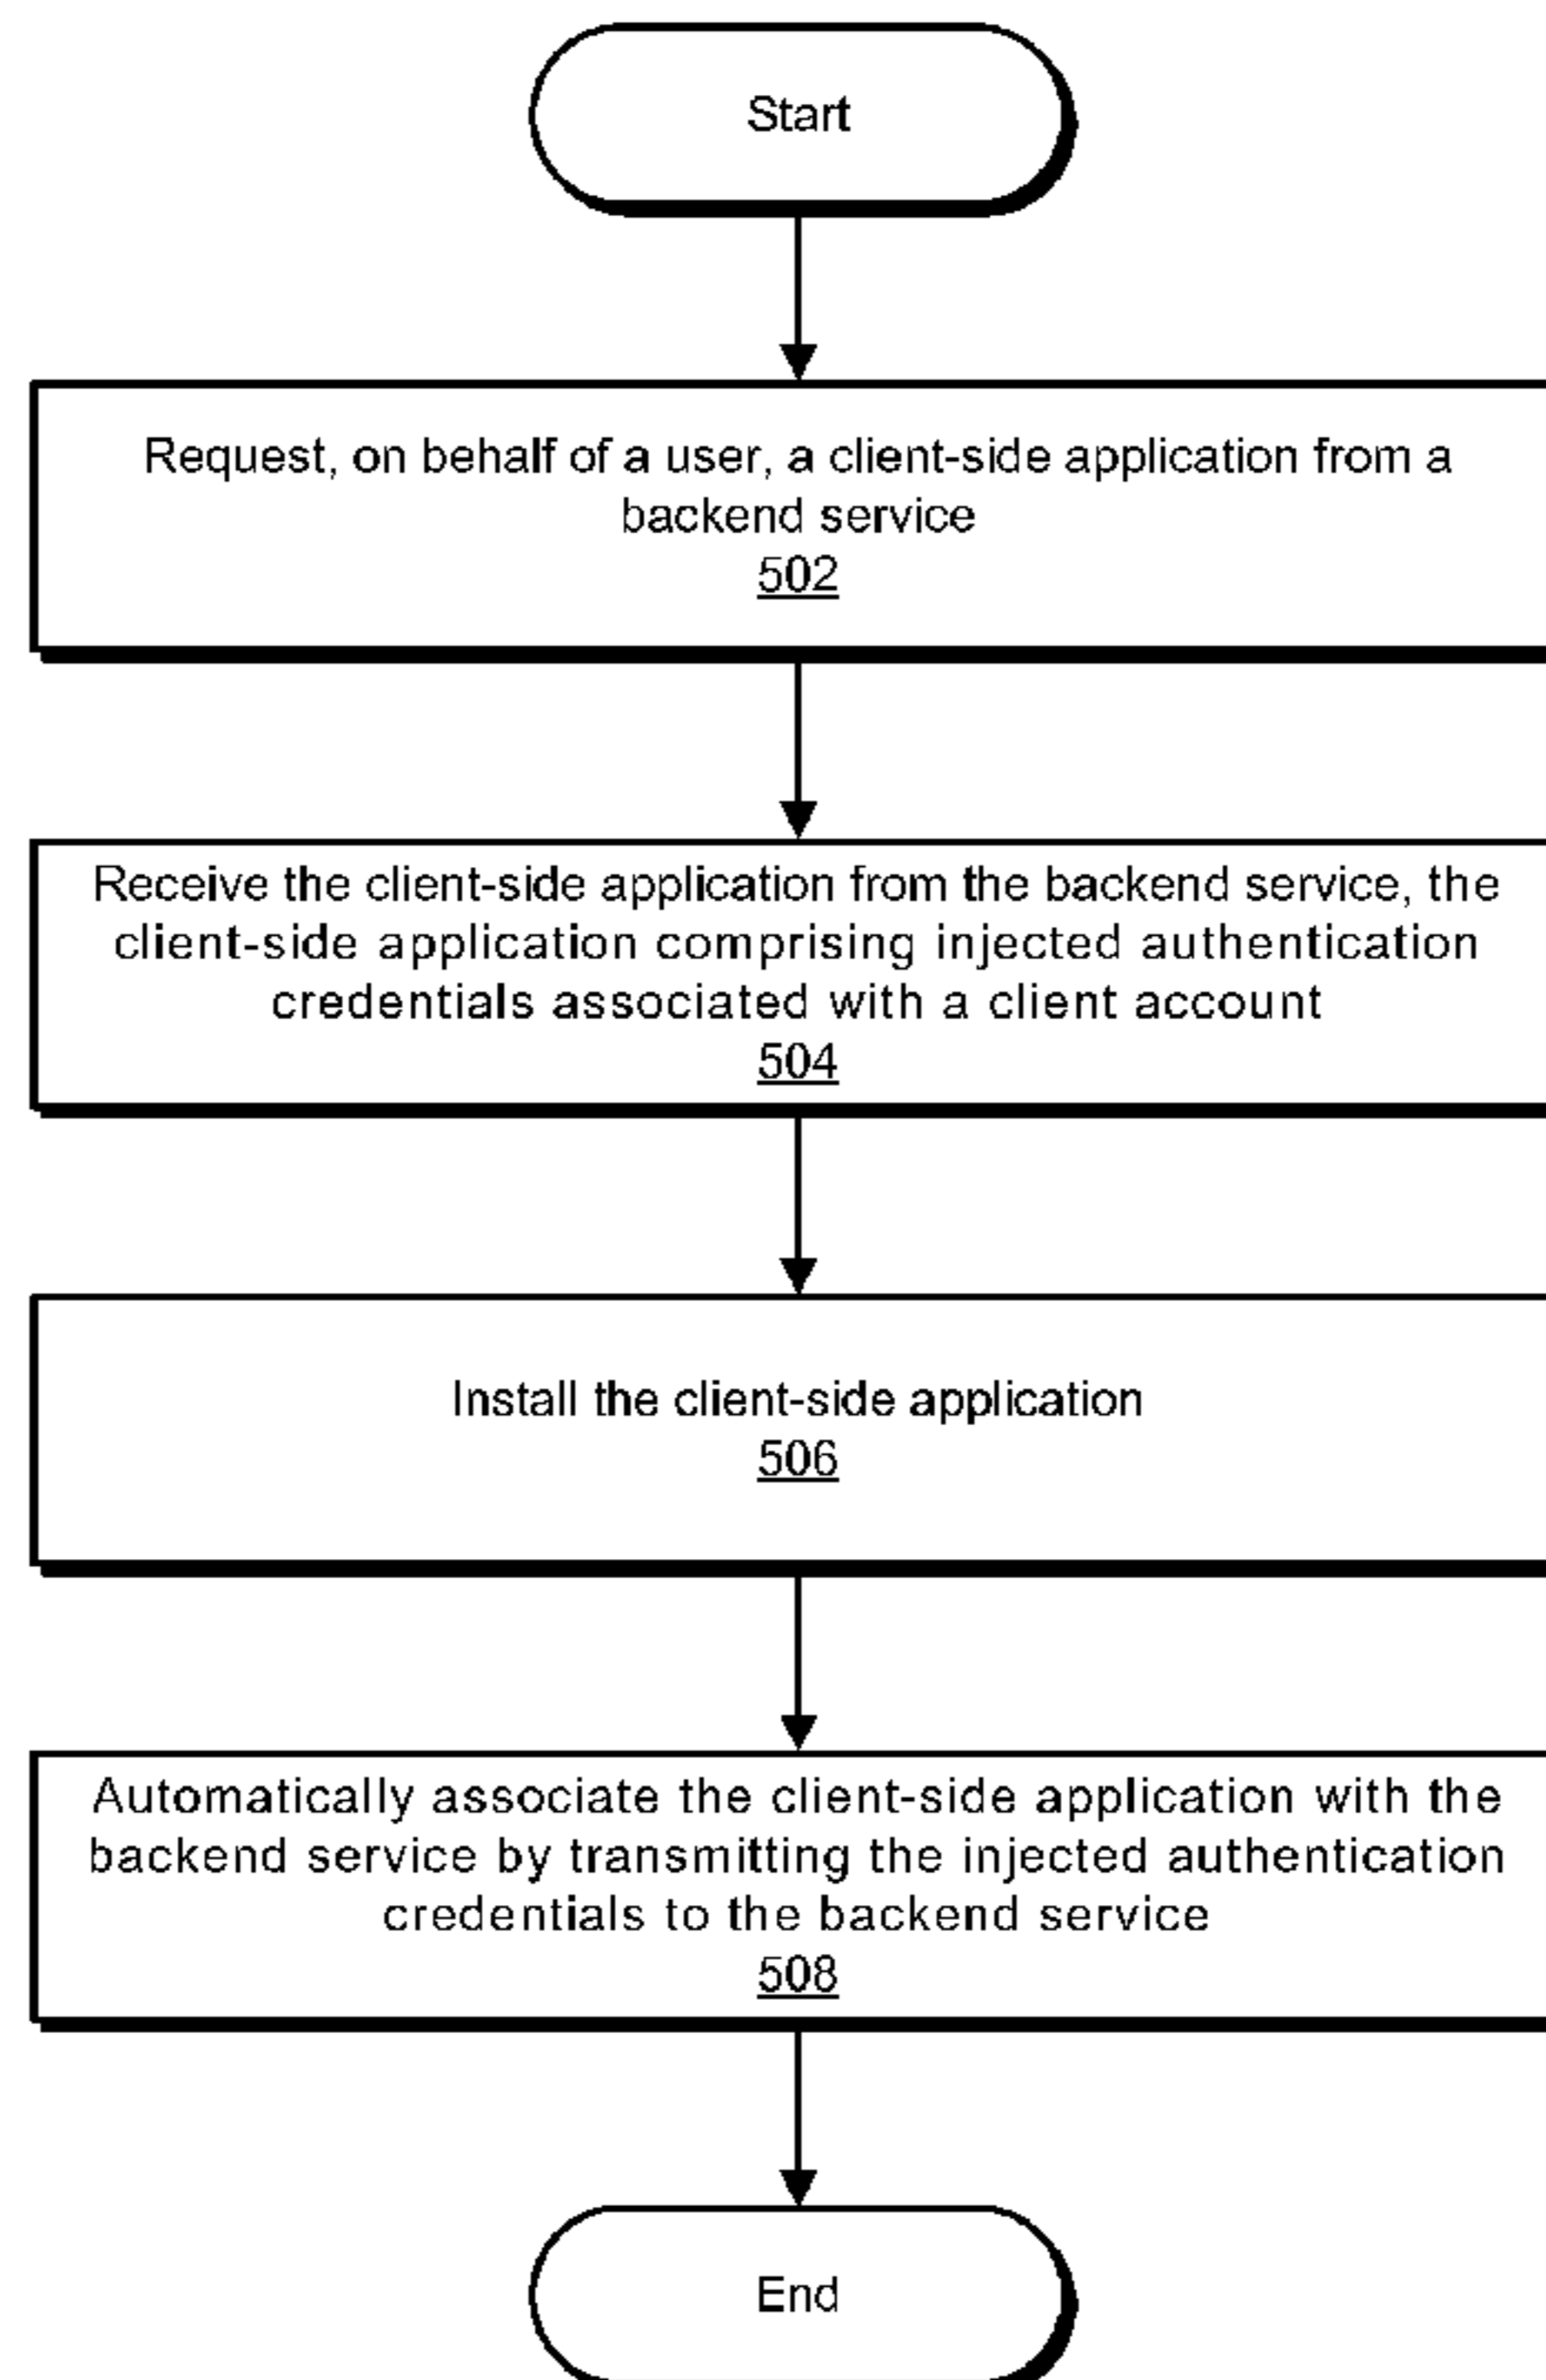 Start
Request, on behalf of a user, a client-side application from a
backend service
502
Receive the client-side application from the backend service, the
client-side application comprising injected authentication
credentials associated with a client account
504
Install the client-side application
506
Automatically associate the client-side application with the
backend service by transmitting the injected authentication
credentials to the backend service
508
End